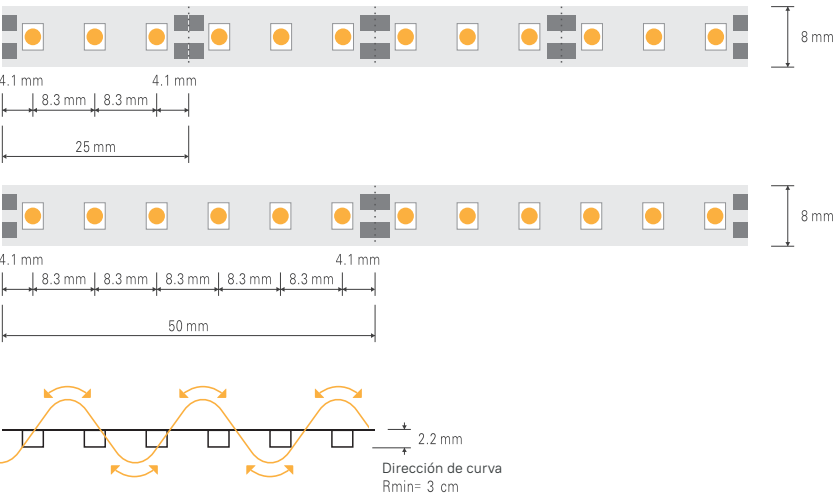 8 mm
4.1 mm 4.1 mm
8.3 mm 8.3 mm
25 mm
8 mm
4.1 mm 4.1 mm
8.3 mm 8.3 mm 8.3 mm 8.3 mm 8.3 mm
50 mm
2.2 mm
Dirección de curva
Rmin= 3 cm